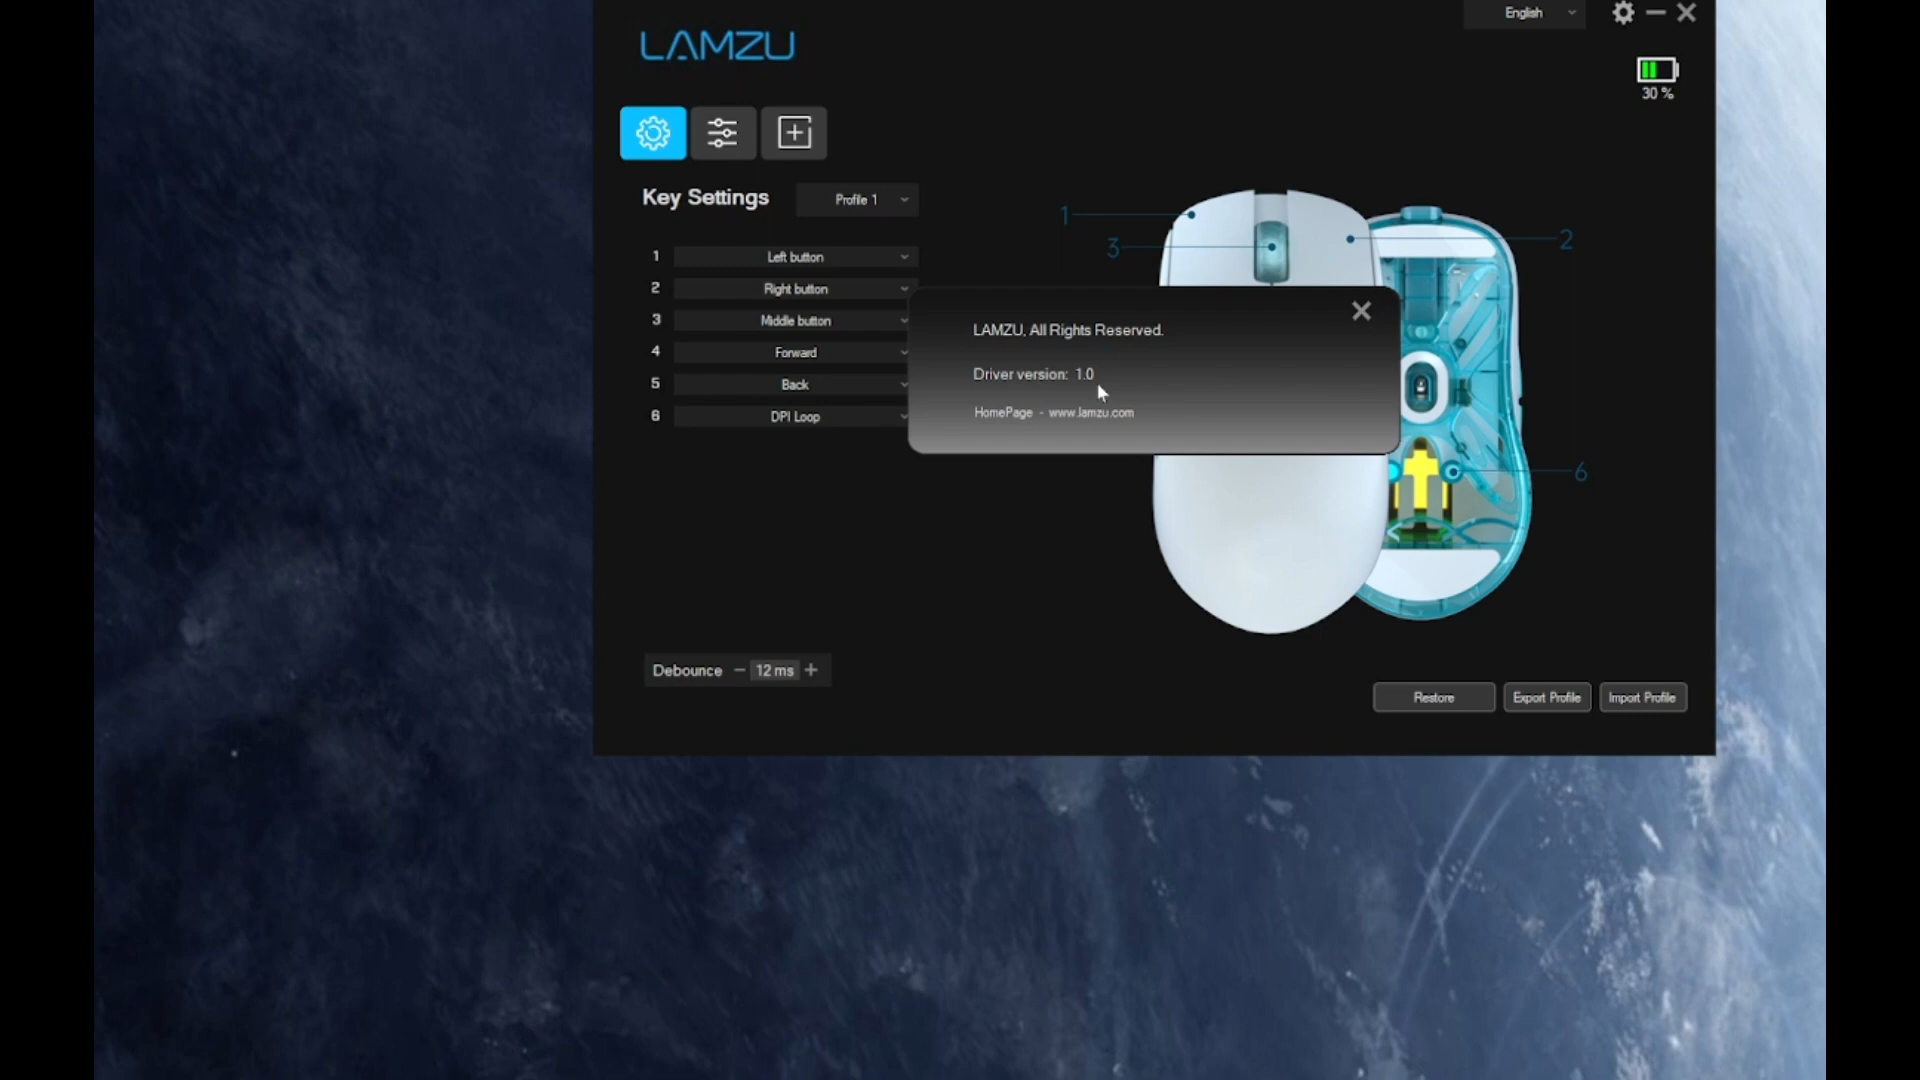 English
LAMZU
30 %
Key Settings
Profile 1
1 Left button
2 Right button
3 Middle button
4 Forward
5 Back
6 DPI Loop
1
2
3
6
LAMZU, All Rights Reserved.
Driver version: 1.0
HomePage - www.lamzu.com
Debounce − 12 ms +
Restore
Export Profile
Import Profile